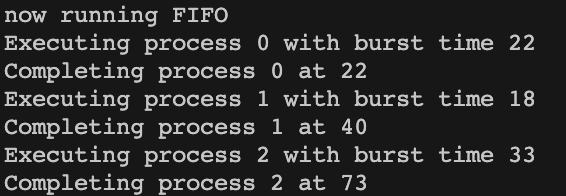 now running FIFO
Executing process 0 with burst time 22
Completing process 0 at 22
Executing process 1 with burst time 18
Completing process 1 at 40
Executing process 2 with burst time 33
Completing process 2 at 73